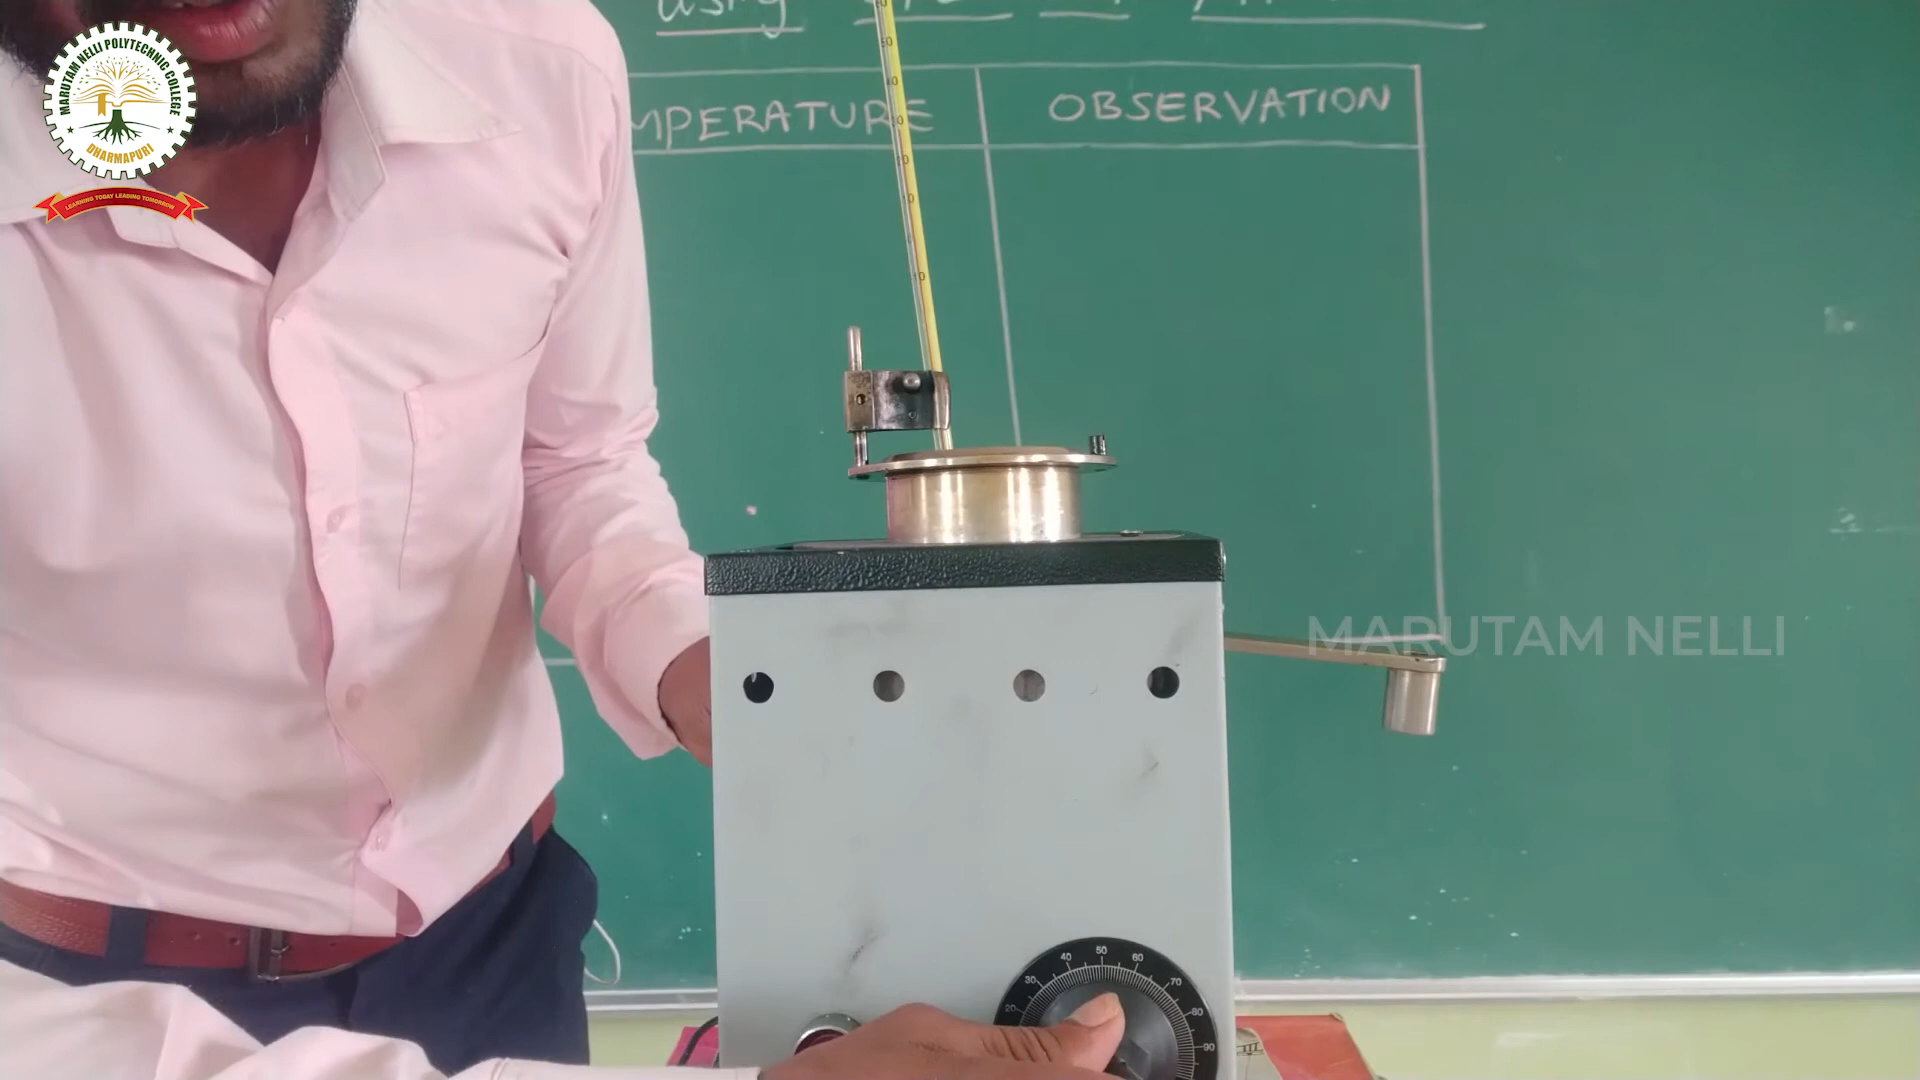 MARUTAM NELLI POLYTECHNIC COLLEGE
DHARMAPURI
LEARNING TODAY LEADING TOMORROW
using
MPERATURE
OBSERVATION
MARUTAM NELLI
20 30 40 50 60 70 80 90